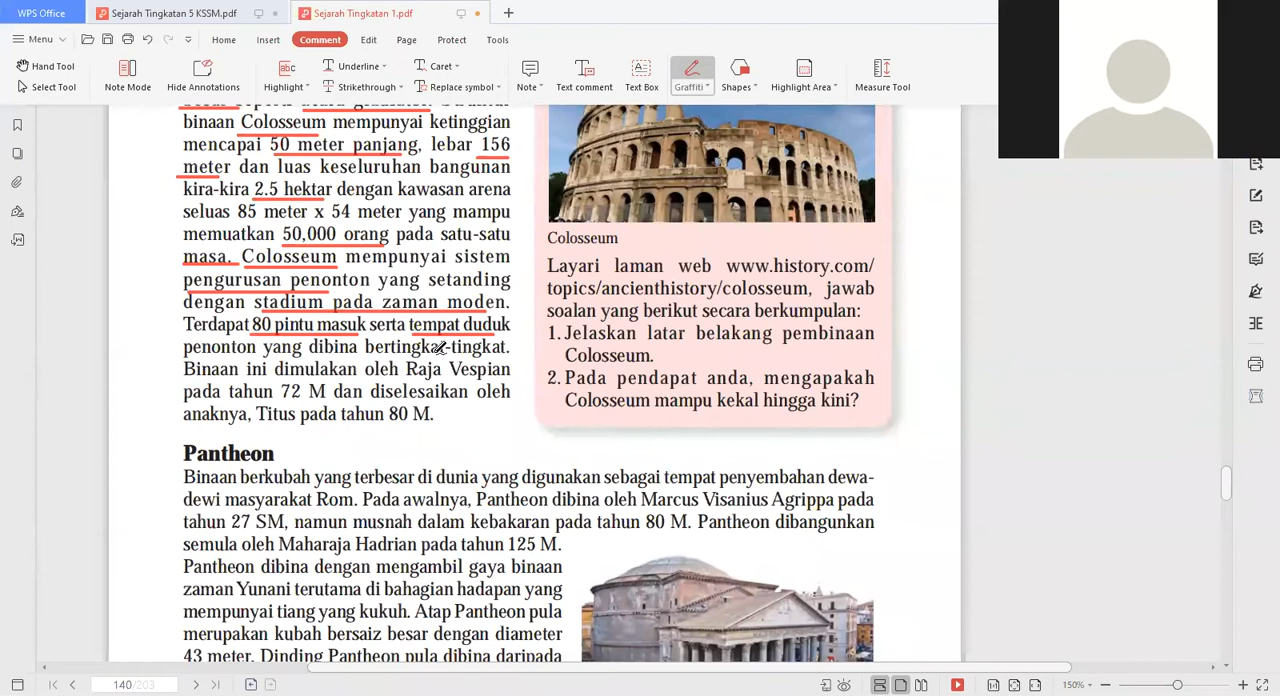 WPS Office
Sejarah Tingkatan 5 KSSM.pdf
Sejarah Tingkatan 1.pdf
Menu
Home
Insert
Comment
Edit
Page
Protect
Tools
Hand Tool
Select Tool
Note Mode
Hide Annotations
Highlight
Underline
Strikethrough
Caret
Replace symbol
Note
Text comment
Text Box
Graffiti
Shapes
Highlight Area
Measure Tool
binaan Colosseum mempunyai ketinggian
mencapai 50 meter panjang, lebar 156
meter dan luas keseluruhan bangunan
kira-kira 2.5 hektar dengan kawasan arena
seluas 85 meter x 54 meter yang mampu
memuatkan 50,000 orang pada satu-satu
masa. Colosseum mempunyai sistem
pengurusan penonton yang setanding
dengan stadium pada zaman moden.
Terdapat 80 pintu masuk serta tempat duduk
penonton yang dibina bertingkat-tingkat.
Binaan ini dimulakan oleh Raja Vespian
pada tahun 72 M dan diselesaikan oleh
anaknya, Titus pada tahun 80 M.
Colosseum
Layari laman web www.history.com/
topics/ancienthistory/colosseum, jawab
soalan yang berikut secara berkumpulan:
1. Jelaskan latar belakang pembinaan
Colosseum.
2. Pada pendapat anda, mengapakah
Colosseum mampu kekal hingga kini?
Pantheon
Binaan berkubah yang terbesar di dunia yang digunakan sebagai tempat penyembahan dewa-
dewi masyarakat Rom. Pada awalnya, Pantheon dibina oleh Marcus Visanius Agrippa pada
tahun 27 SM, namun musnah dalam kebakaran pada tahun 80 M. Pantheon dibangunkan
semula oleh Maharaja Hadrian pada tahun 125 M.
Pantheon dibina dengan mengambil gaya binaan
zaman Yunani terutama di bahagian hadapan yang
mempunyai tiang yang kukuh. Atap Pantheon pula
merupakan kubah bersaiz besar dengan diameter
43 meter. Dinding Pantheon pula dibina daripada
140/203
150%